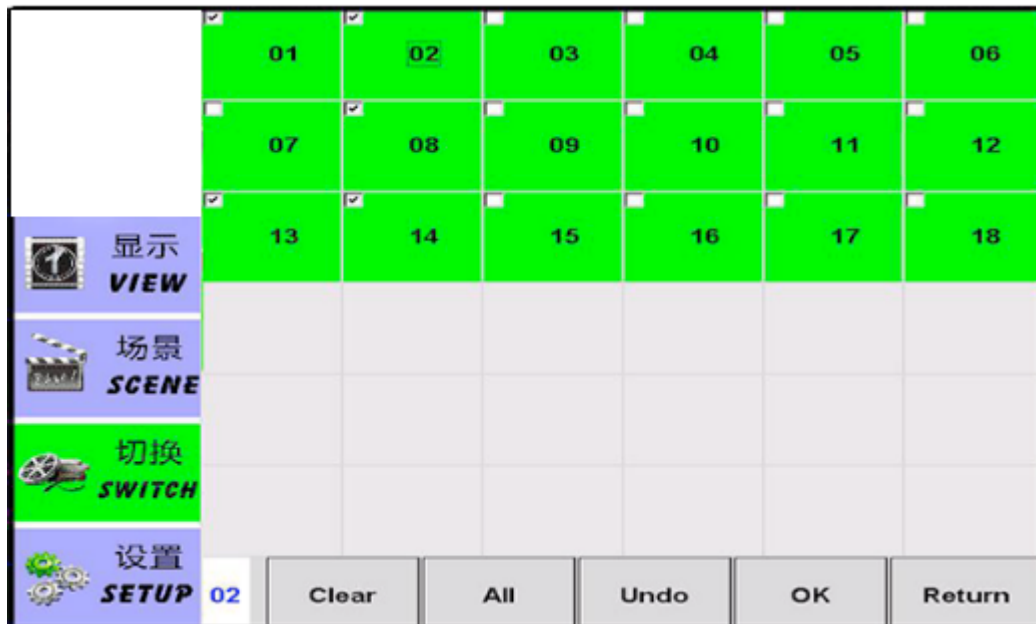 01 02 03 04 05 06
07 08 09 10 11 12
13 14 15 16 17 18
显示
VIEW
场景
SCENE
切换
SWITCH
设置
SETUP
02 Clear All Undo OK Return